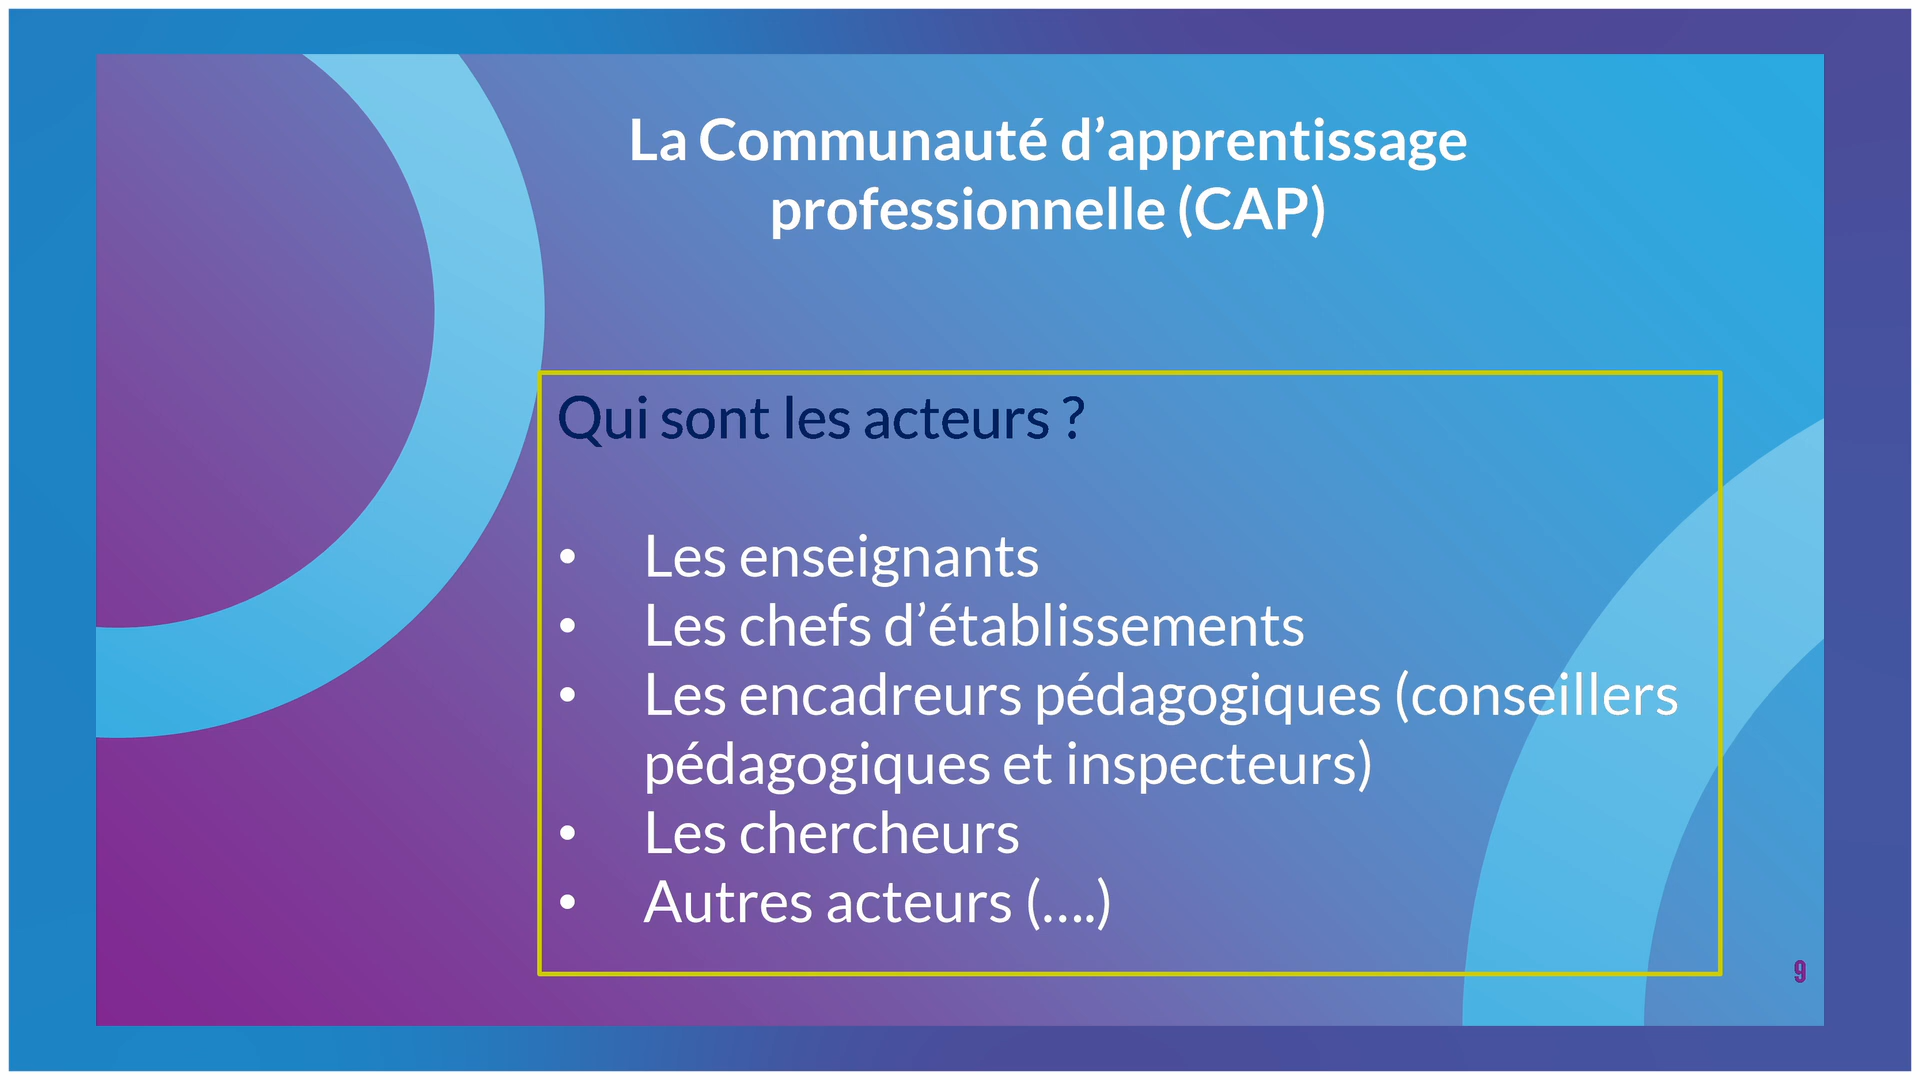 La Communauté d’apprentissage
professionnelle (CAP)
Qui sont les acteurs ?
• Les enseignants
• Les chefs d’établissements
• Les encadreurs pédagogiques (conseillers
pédagogiques et inspecteurs)
• Les chercheurs
• Autres acteurs (….)
9